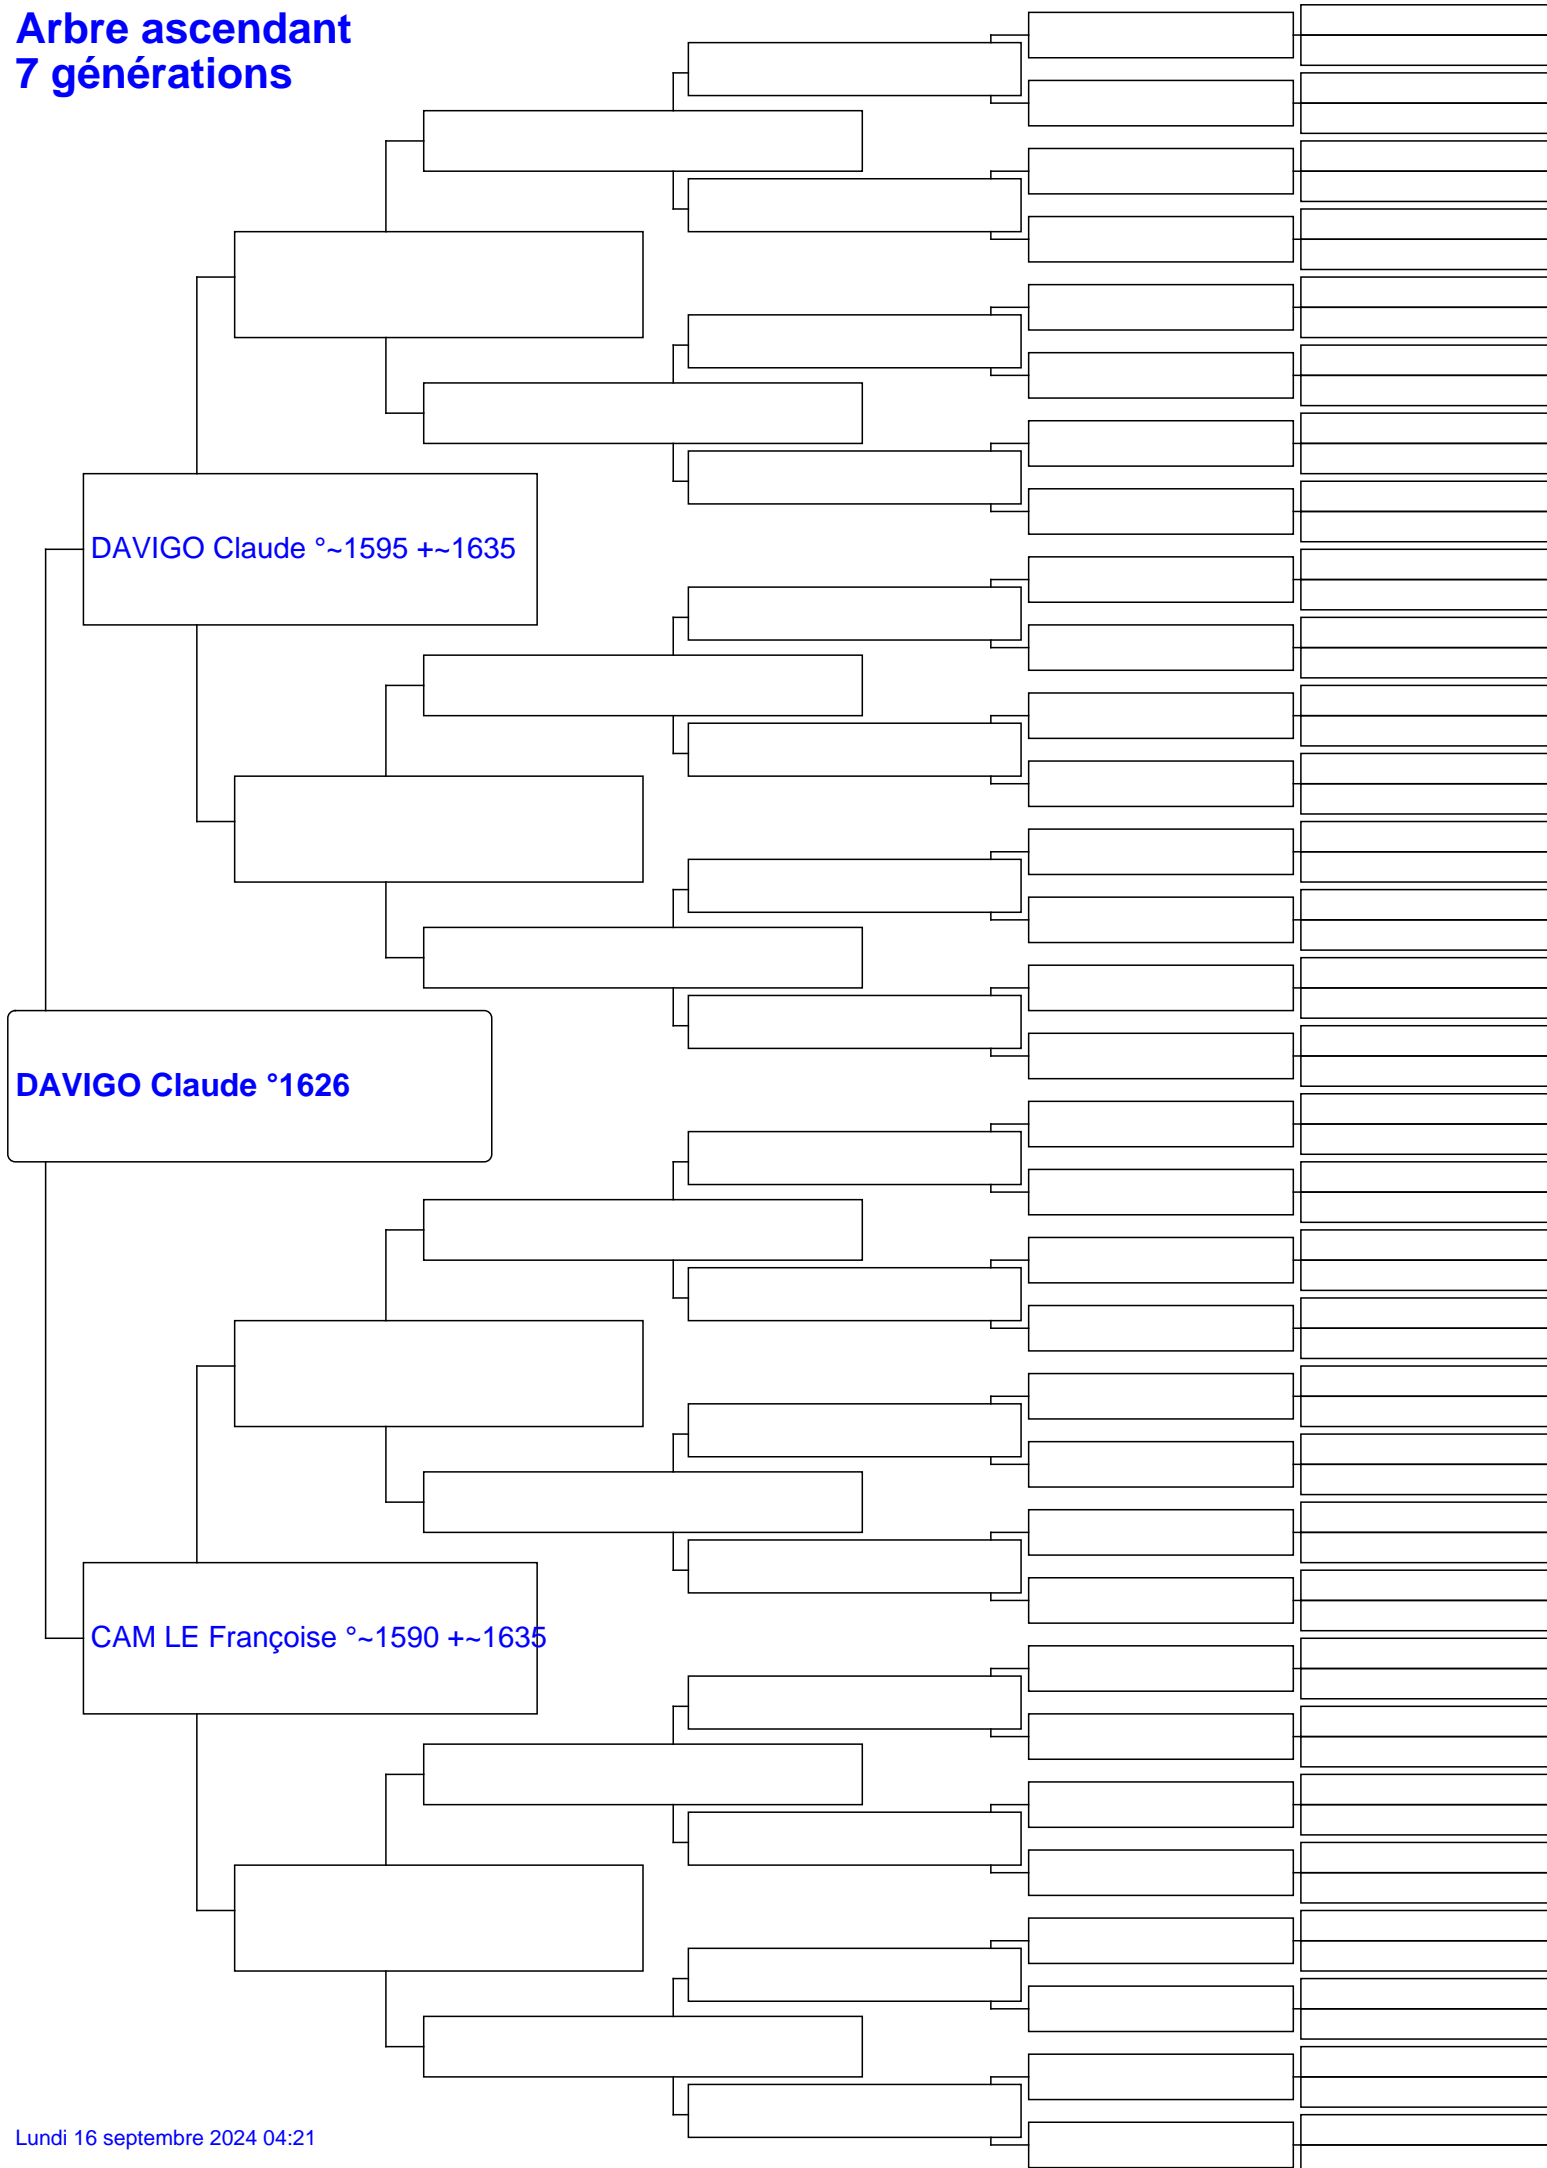 Arbre ascendant
7 générations
DAVIGO Claude °~1595 +~1635
DAVIGO Claude °1626
CAM LE Françoise °~1590 +~1635
Lundi 16 septembre 2024 04:21